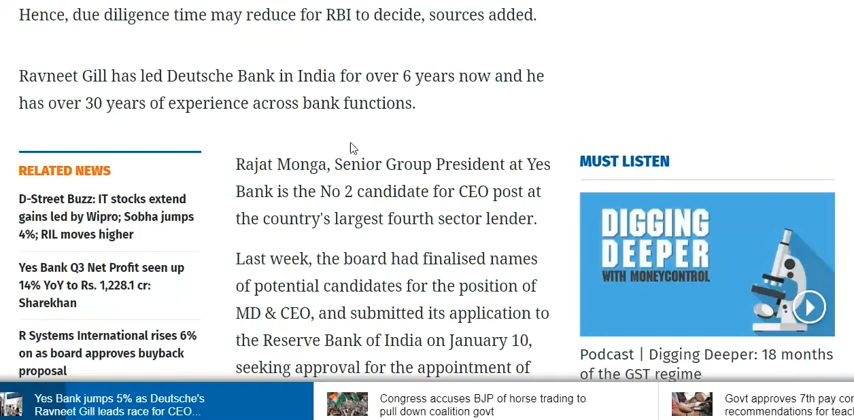 Hence, due diligence time may reduce for RBI to decide, sources added.
Ravneet Gill has led Deutsche Bank in India for over 6 years now and he
has over 30 years of experience across bank functions.
RELATED NEWS
D-Street Buzz: IT stocks extend
gains led by Wipro; Sobha jumps
4%; RIL moves higher
Yes Bank Q3 Net Profit seen up
14% YoY to Rs. 1,228.1 cr:
Sharekhan
R Systems International rises 6%
on as board approves buyback
proposal
Rajat Monga, Senior Group President at Yes
Bank is the No 2 candidate for CEO post at
the country's largest fourth sector lender.
Last week, the board had finalised names
of potential candidates for the position of
MD & CEO, and submitted its application to
the Reserve Bank of India on January 10,
seeking approval for the appointment of
MUST LISTEN
DIGGING
DEEPER
WITH MONEYCONTROL
Podcast | Digging Deeper: 18 months
of the GST regime
Yes Bank jumps 5% as Deutsche's
Ravneet Gill leads race for CEO...
Congress accuses BJP of horse trading to
pull down coalition govt
Govt approves 7th pay con
recommendations for teac